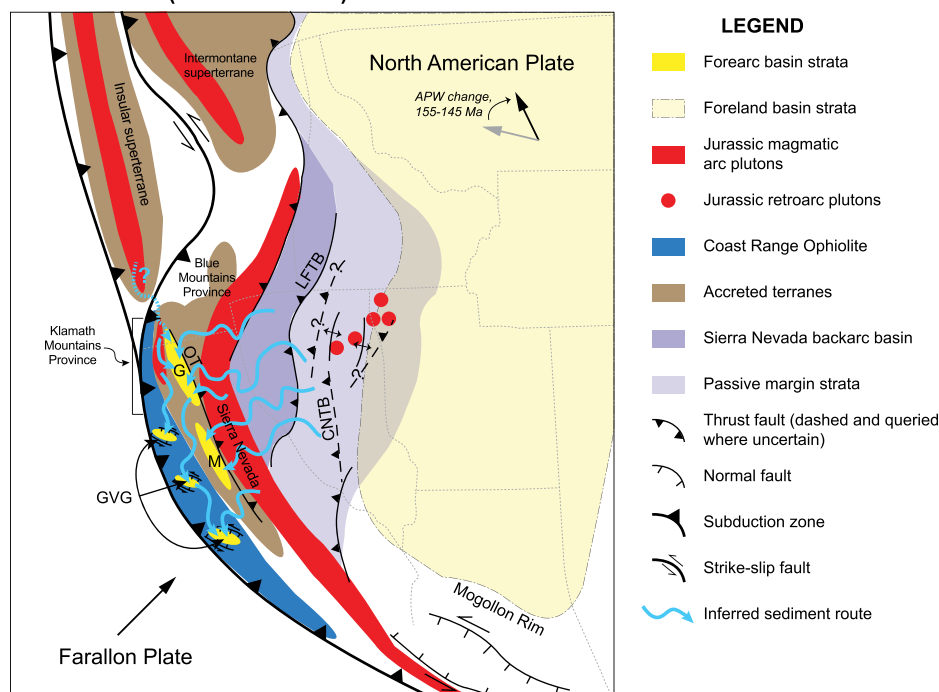 Insular superterrane
Intermontane
superterrane
North American Plate
APW change,
155-145 Ma
Blue
Mountains
Province
Klamath
Mountains
Province
LFTB
?
?
?
?
OT
G
Sierra Nevada
M
CNTB
GVG
Mogollon Rim
Farallon Plate
LEGEND
Forearc basin strata
Foreland basin strata
Jurassic magmatic
arc plutons
Jurassic retroarc plutons
Coast Range Ophiolite
Accreted terranes
Sierra Nevada backarc basin
Passive margin strata
Thrust fault (dashed and queried
where uncertain)
Normal fault
Subduction zone
Strike-slip fault
Inferred sediment route